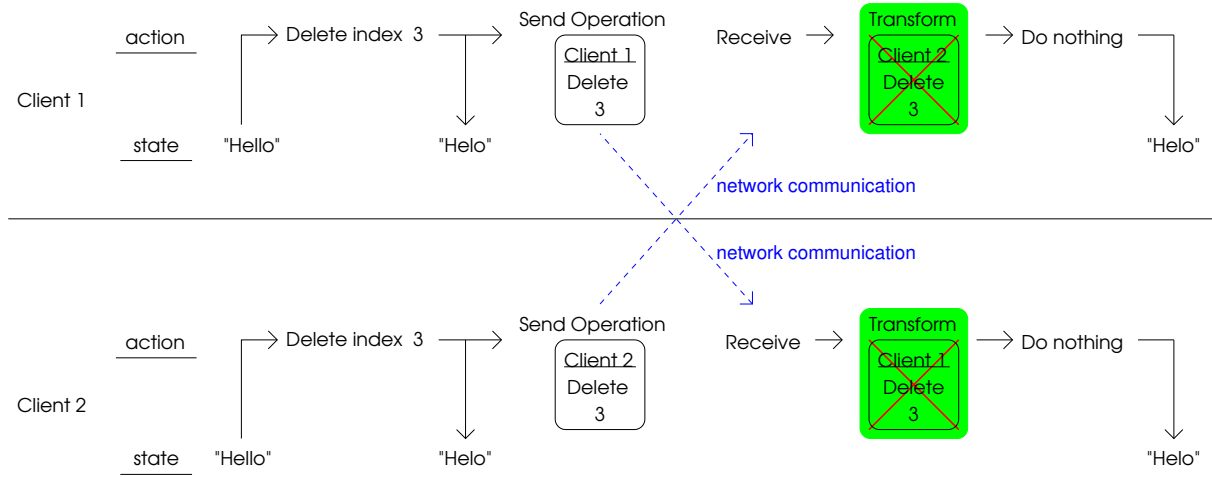 Send Operation
Transform
action
Delete index 3
Receive
Do nothing
Client 1
Delete
3
Client 2
Delete
3
Client 1
state
"Hello"
"Helo"
"Helo"
network communication
network communication
Send Operation
Transform
action
Delete index 3
Receive
Do nothing
Client 2
Delete
3
Client 1
Delete
3
Client 2
state
"Hello"
"Helo"
"Helo"